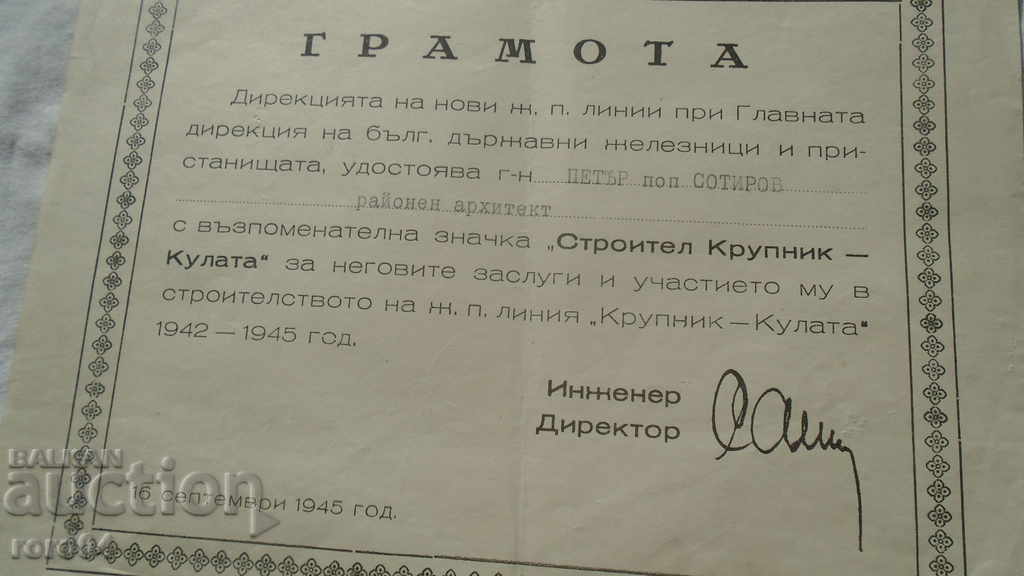 ГРАМОТА
Дирекцията на нови ж. п. линии при Главната
дирекция на бълг. държавни железници и при-
станищата, удостоява г-н ПЕТЪР поп СОТИРОВ
районен архитект
с възпоменателна значка „Строител Крупник —
Кулата" за неговите заслуги и участието му в
строителството на ж. п. линия „Крупник — Кулата"
1942 — 1945 год.
Инженер
Директор
16 септември 1945 год.
BALKAN
auction
roro94